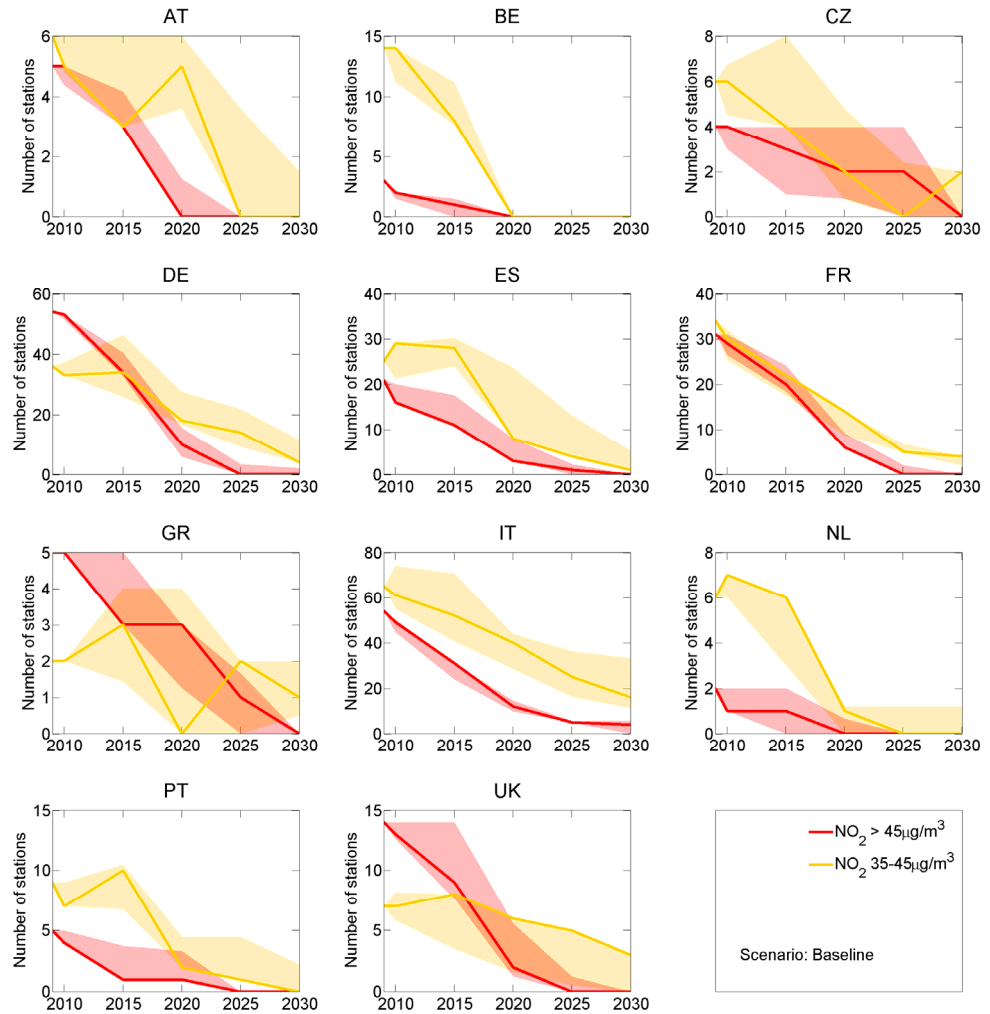 AT
BE
CZ
6
4
2
0
Number of stations
2010 2015 2020 2025 2030
15
10
5
0
Number of stations
2010 2015 2020 2025 2030
8
6
4
2
0
Number of stations
2010 2015 2020 2025 2030
DE
ES
FR
60
40
20
0
Number of stations
2010 2015 2020 2025 2030
40
30
20
10
0
Number of stations
2010 2015 2020 2025 2030
40
30
20
10
0
Number of stations
2010 2015 2020 2025 2030
GR
IT
NL
5
4
3
2
1
0
Number of stations
2010 2015 2020 2025 2030
80
60
40
20
0
Number of stations
2010 2015 2020 2025 2030
8
6
4
2
0
Number of stations
2010 2015 2020 2025 2030
PT
UK
15
10
5
0
Number of stations
2010 2015 2020 2025 2030
15
10
5
0
Number of stations
2010 2015 2020 2025 2030
NO₂ > 45µg/m³
NO₂ 35-45µg/m³
Scenario: Baseline